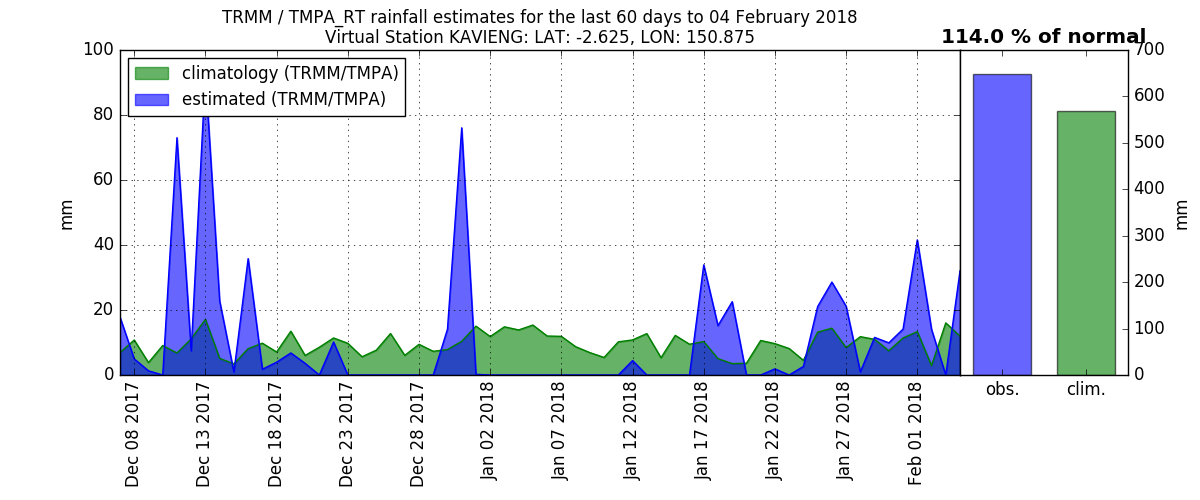 TRMM / TMPA_RT rainfall estimates for the last 60 days to 04 February 2018
Virtual Station KAVIENG: LAT: -2.625, LON: 150.875
114.0 % of normal
climatology (TRMM/TMPA)
estimated (TRMM/TMPA)
100
80
60
40
20
0
mm
Dec 08 2017
Dec 13 2017
Dec 18 2017
Dec 23 2017
Dec 28 2017
Jan 02 2018
Jan 07 2018
Jan 12 2018
Jan 17 2018
Jan 22 2018
Jan 27 2018
Feb 01 2018
obs.
clim.
700
600
500
400
300
200
100
0
mm